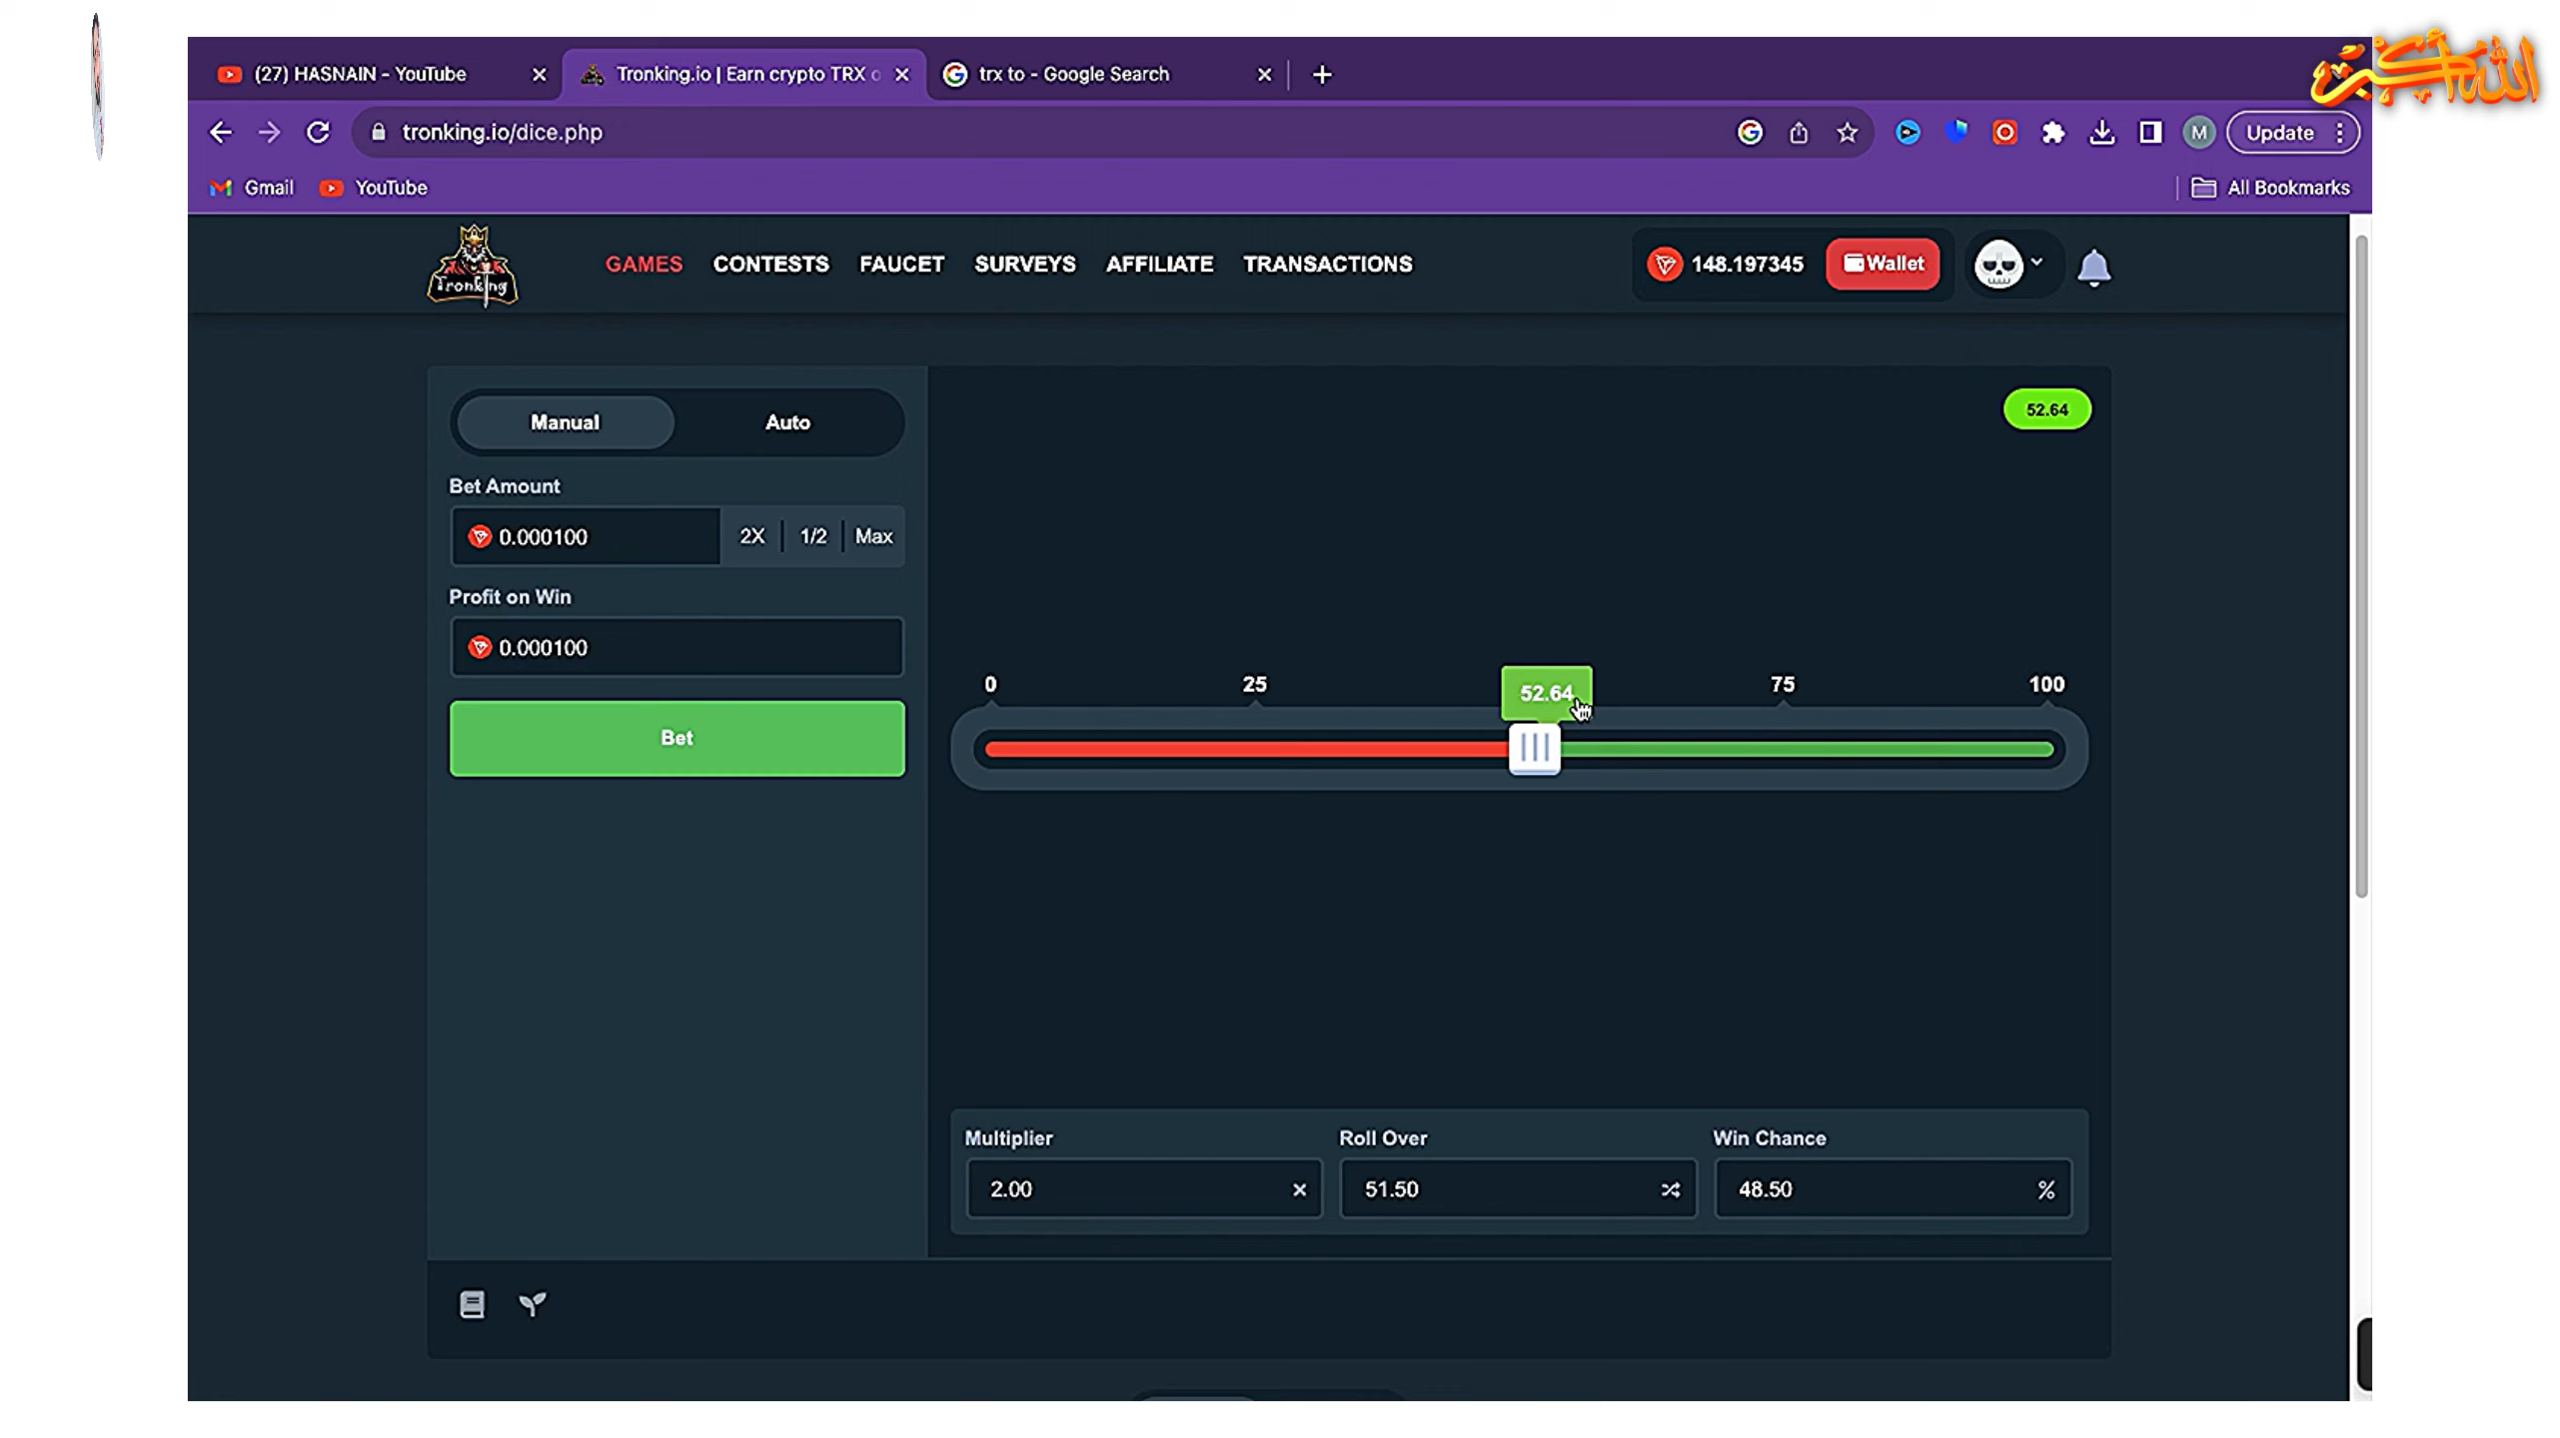 الله أكبر
(27) HASNAIN - YouTube
Tronking.io | Earn crypto TRX o
trx to - Google Search
tronking.io/dice.php
M
Update
Gmail
YouTube
All Bookmarks
Tronking
GAMES
CONTESTS
FAUCET
SURVEYS
AFFILIATE
TRANSACTIONS
148.197345
Wallet
Manual
Auto
52.64
Bet Amount
0.000100
2X
1/2
Max
Profit on Win
0.000100
Bet
0
25
52.64
75
100
Multiplier
Roll Over
Win Chance
2.00
51.50
48.50
%